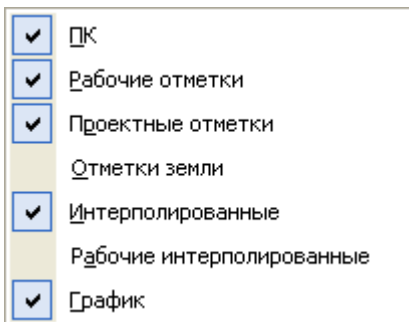 ПК
Рабочие отметки
Проектные отметки
Отметки земли
Интерполированные
Рабочие интерполированные
График